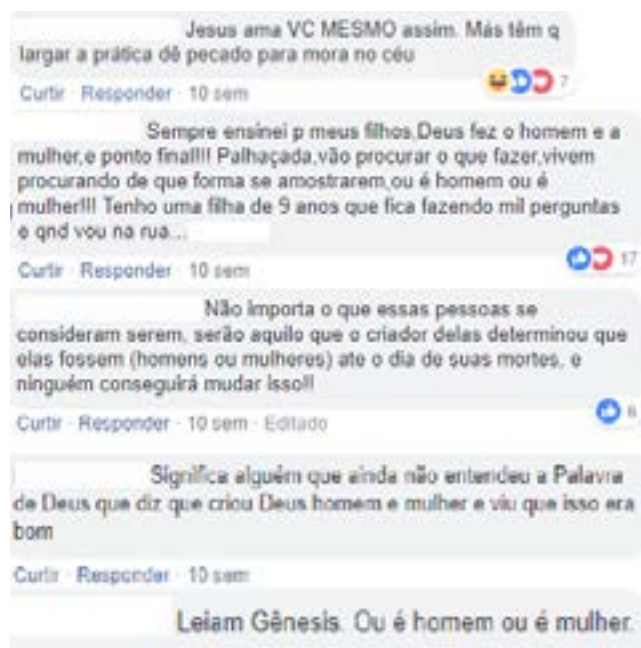 Jesus ama VC MESMO assim. Más têm q
largar a prática dê pecado para mora no céu
Curtir · Responder · 10 sem
7
Sempre ensinei p meus filhos,Deus fez o homem e a
mulher,e ponto final!!! Palhaçada,vão procurar o que fazer,vivem
procurando de que forma se amostrarem,ou é homem ou é
mulher!!! Tenho uma filha de 9 anos que fica fazendo mil perguntas
e qnd vou na rua...
17
Curtir · Responder · 10 sem
Não importa o que essas pessoas se
consideram serem, serão aquilo que o criador delas determinou que
elas fossem (homens ou mulheres) ate o dia de suas mortes, e
ninguém conseguirá mudar isso!!
6
Curtir · Responder · 10 sem · Editado
Significa alguém que ainda não entendeu a Palavra
de Deus que diz que criou Deus homem e mulher e viu que isso era
bom
Curtir · Responder · 10 sem
Leiam Gênesis. Ou é homem ou é mulher.